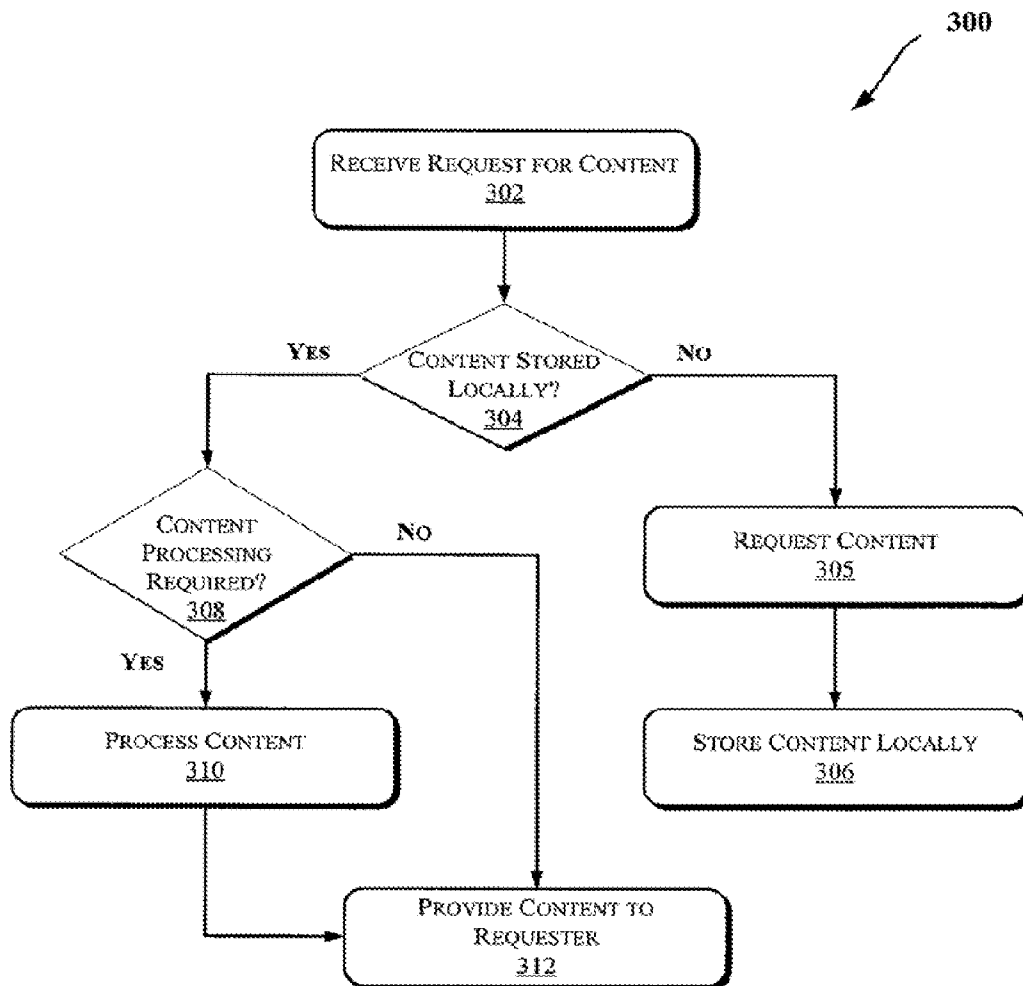 300
RECEIVE REQUEST FOR CONTENT
302
YES
CONTENT STORED
LOCALLY?
304
NO
CONTENT
PROCESSING
REQUIRED?
308
NO
REQUEST CONTENT
305
YES
PROCESS CONTENT
310
STORE CONTENT LOCALLY
306
PROVIDE CONTENT TO
REQUESTER
312